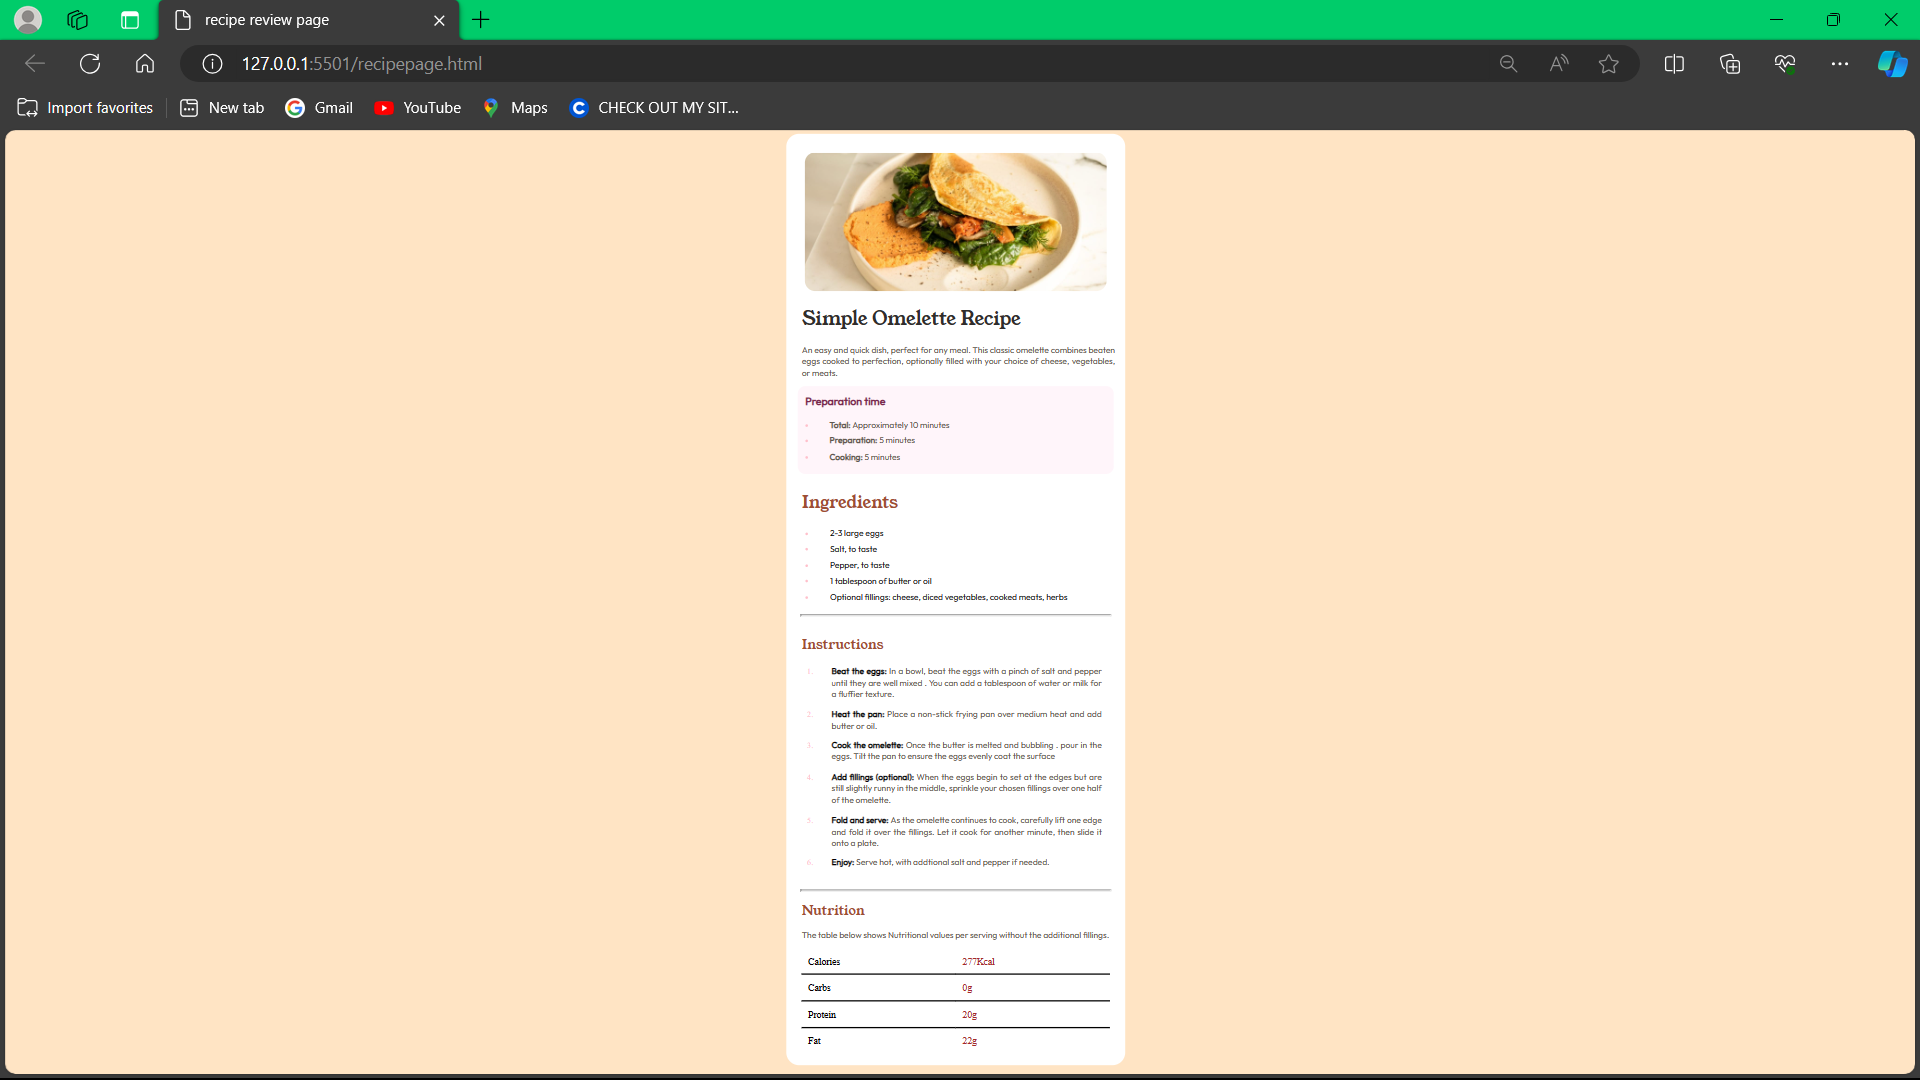 recipe review page
127.0.0.1:5501/recipepage.html
Import favorites
New tab
Gmail
YouTube
Maps
CHECK OUT MY SIT...
Simple Omelette Recipe
An easy and quick dish, perfect for any meal. This classic omelette combines beaten
eggs cooked to perfection, optionally filled with your choice of cheese, vegetables,
or meats.
Preparation time
Total: Approximately 10 minutes
Preparation: 5 minutes
Cooking: 5 minutes
Ingredients
2-3 large eggs
Salt, to taste
Pepper, to taste
1 tablespoon of butter or oil
Optional fillings: cheese, diced vegetables, cooked meats, herbs
Instructions
1. Beat the eggs: In a bowl, beat the eggs with a pinch of salt and pepper
until they are well mixed . You can add a tablespoon of water or milk for
a fluffier texture.
2. Heat the pan: Place a non-stick frying pan over medium heat and add
butter or oil.
3. Cook the omelette: Once the butter is melted and bubbling . pour in the
eggs. Tilt the pan to ensure the eggs evenly coat the surface
4. Add fillings (optional): When the eggs begin to set at the edges but are
still slightly runny in the middle, sprinkle your chosen fillings over one half
of the omelette.
5. Fold and serve: As the omelette continues to cook, carefully lift one edge
and fold it over the fillings. Let it cook for another minute, then slide it
onto a plate.
6. Enjoy: Serve hot, with addtional salt and pepper if needed.
Nutrition
The table below shows Nutritional values per serving without the additional fillings.
Calories 277Kcal
Carbs 0g
Protein 20g
Fat 22g